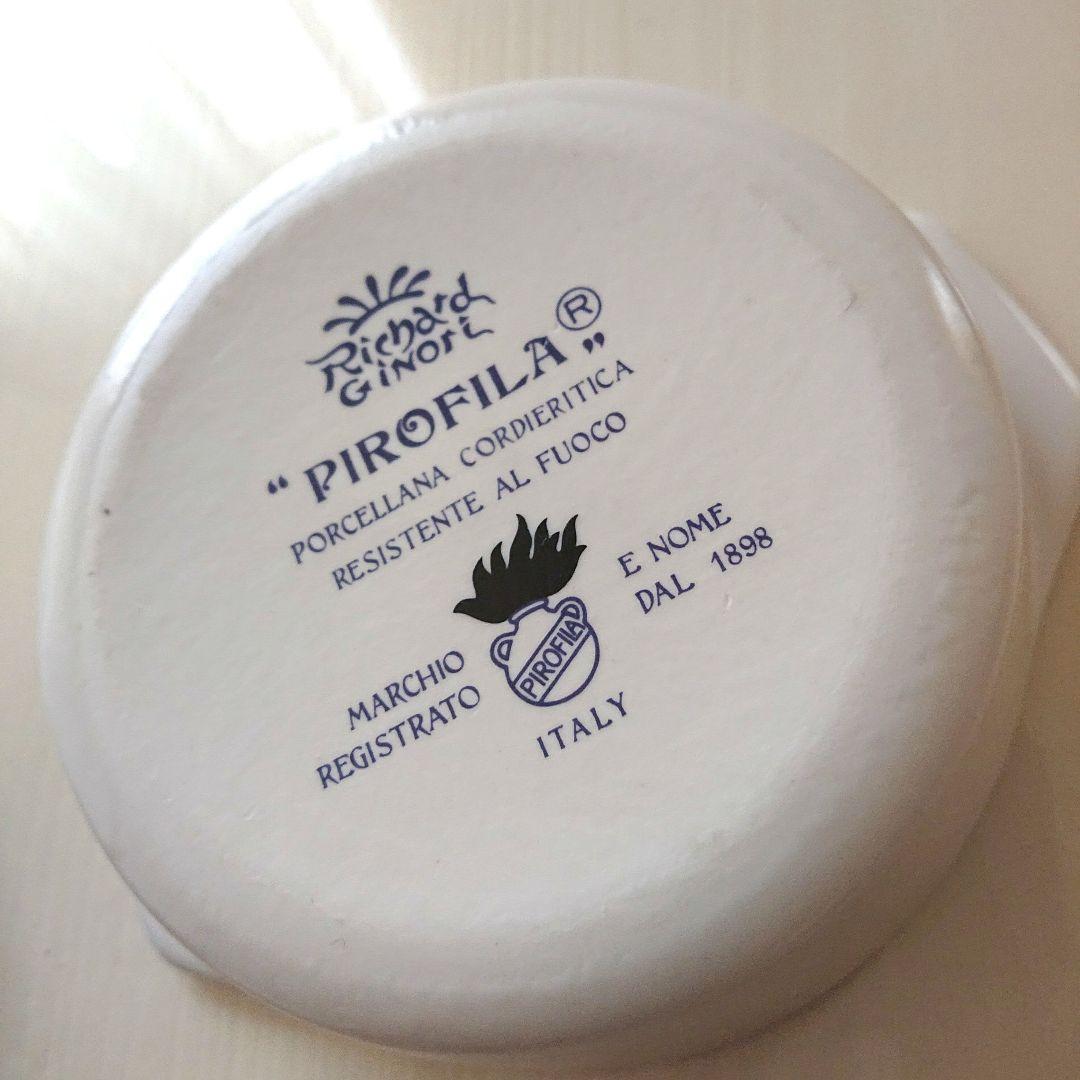 Richard
Ginori
"PIROFILA" ®
PORCELLANA CORDIERITICA
RESISTENTE AL FUOCO
MARCHIO
REGISTRATO
PIROFILA
E NOME
DAL 1898
ITALY